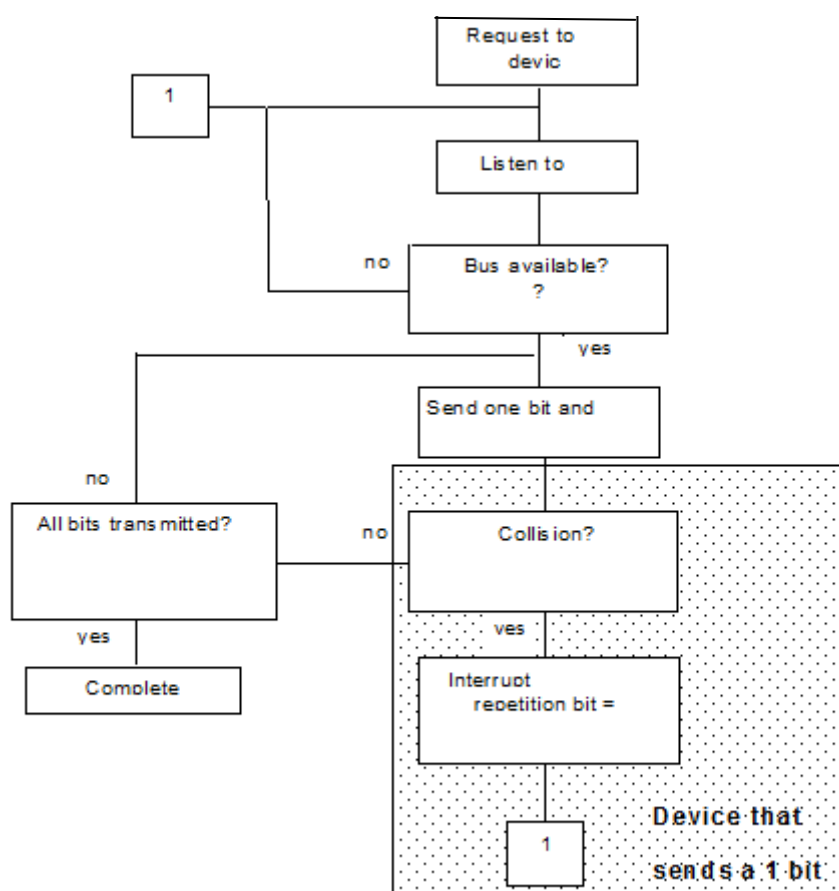 Request to
devic
1
Listen to
no
Bus available?
?
yes
Send one bit and
no
All bits transmitted?
no
Collision?
yes
yes
Complete
Interrupt
repetition bit =
1
Device that
sends a 1 bit